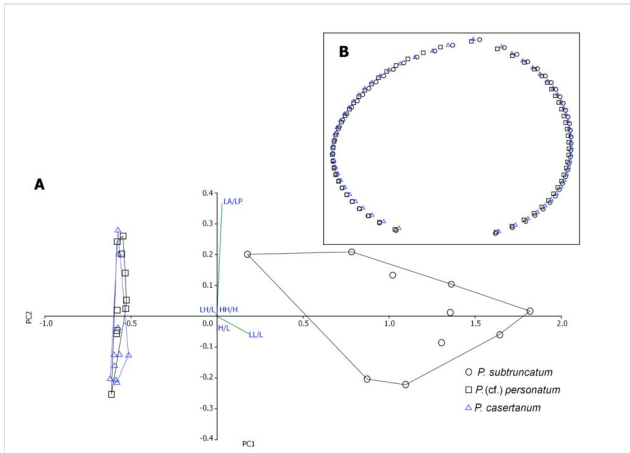 B
A
0.4
LA/LP
0.3
0.2
0.1
LH/L HH/H
PC2
-1.0
-0.5
0.0
0.5
1.0
1.5
2.0
H/L
LL/L
-0.1
-0.2
-0.3
-0.4
PC1
P. subtruncatum
P. (cf.) personatum
P. casertanum